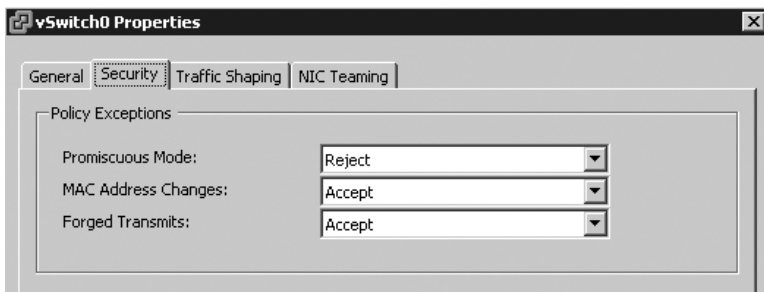 vSwitch0 Properties
General Security Traffic Shaping NIC Teaming
Policy Exceptions
Promiscuous Mode: Reject
MAC Address Changes: Accept
Forged Transmits: Accept